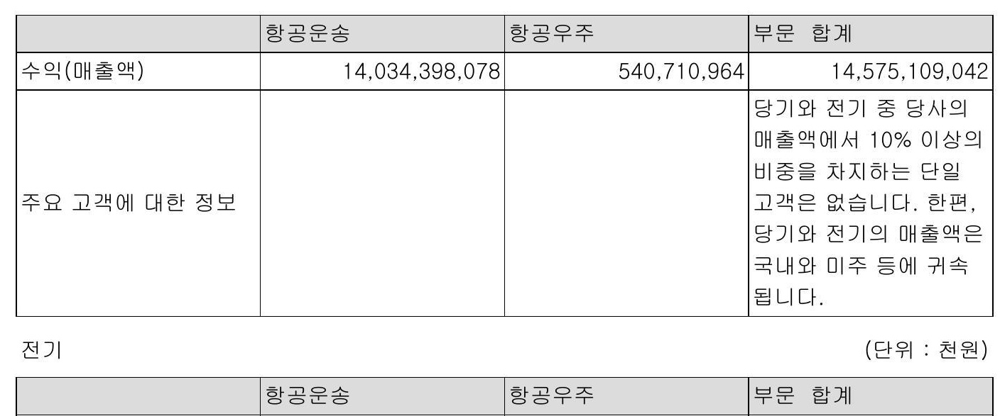 항공운송 항공우주 부문 합계
수익(매출액) 14,034,398,078 540,710,964 14,575,109,042
주요 고객에 대한 정보
당기와 전기 중 당사의
매출액에서 10% 이상의
비중을 차지하는 단일
고객은 없습니다. 한편,
당기와 전기의 매출액은
국내와 미주 등에 귀속
됩니다.
전기 (단위 : 천원)
항공운송 항공우주 부문 합계